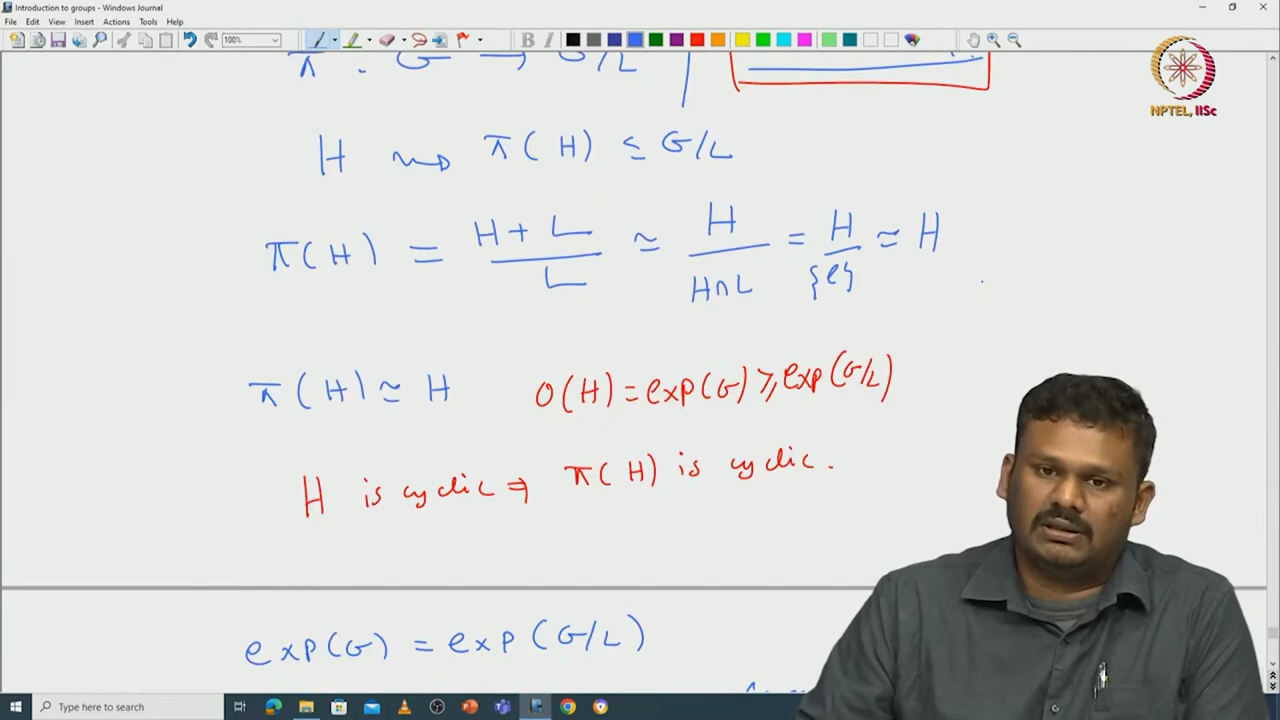 Introduction to groups - Windows Journal
File Edit View Insert Actions Tools Help
100%
B I
NPTEL, IISc
π : G → G/L
H ⇝ π(H) ≤ G/L
π(H) = (H+L)/L ≃ H/(H∩L) = H/{e} ≃ H
π(H) ≃ H O(H) = exp(G) ≥ exp(G/L)
H is cyclic ⇒ π(H) is cyclic.
exp(G) = exp(G/L)
Type here to search